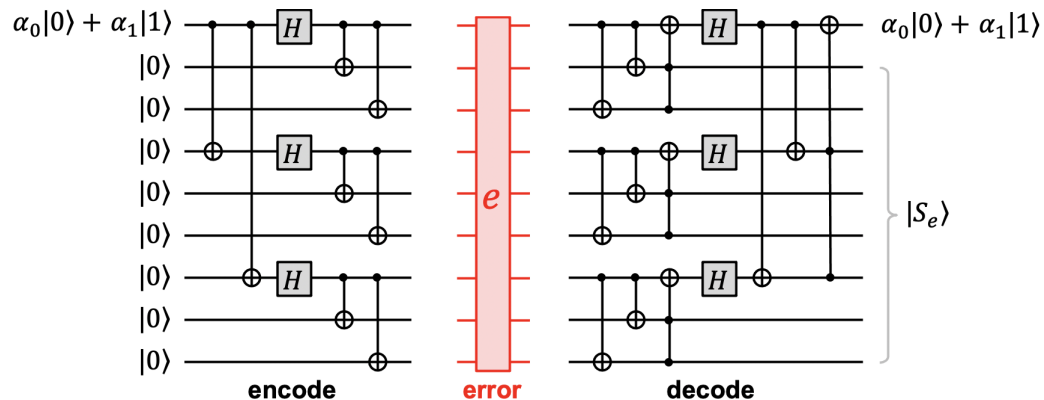 α₀|0⟩ + α₁|1⟩
H
α₀|0⟩ + α₁|1⟩
|0⟩
|0⟩
|0⟩
H
H
|0⟩
e
|S_e⟩
|0⟩
|0⟩
H
H
|0⟩
|0⟩
encode
error
decode